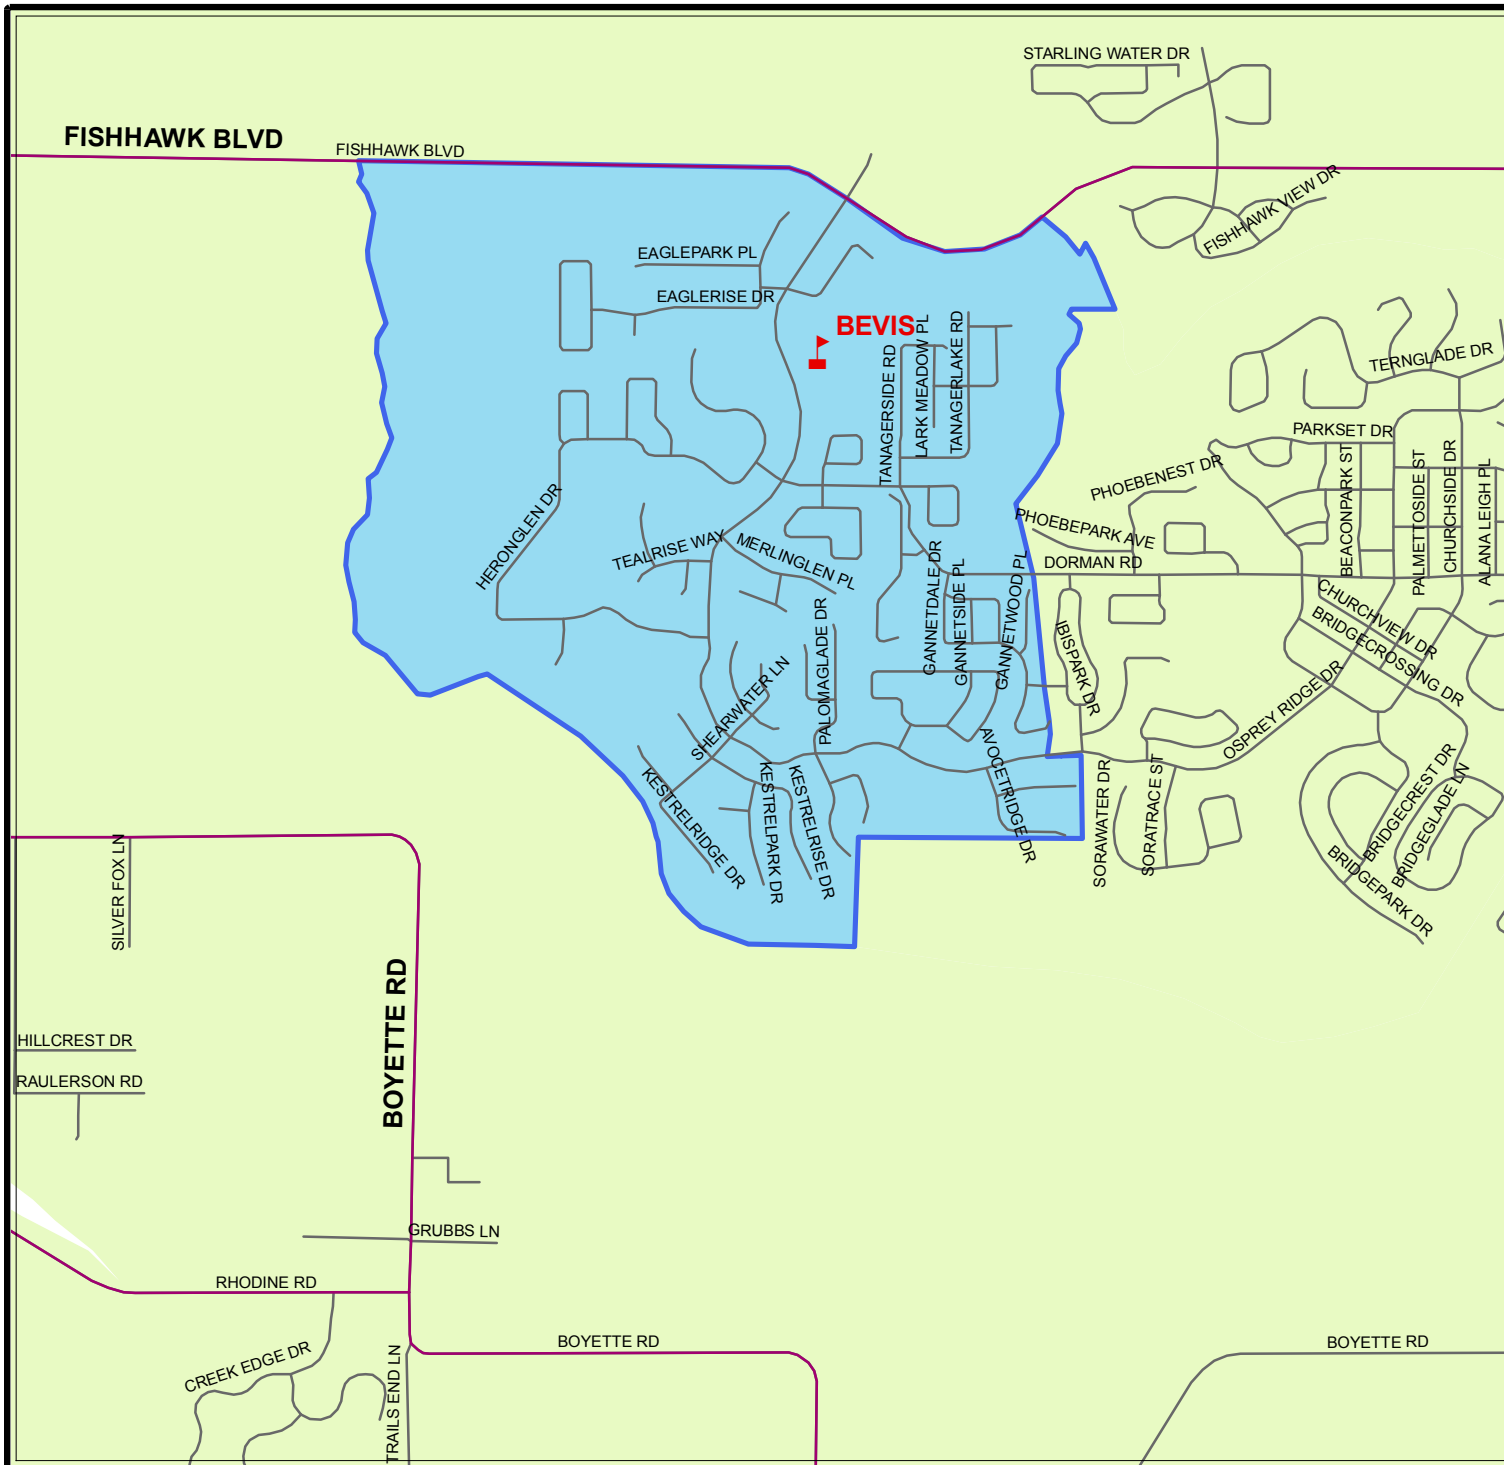 STARLING WATER DR
FISHHAWK BLVD
FISHHAWK BLVD
FISHHAWK VIEW DR
EAGLEPARK PL
EAGLERISE DR
BEVIS
TANAGERSIDE RD
LARK MEADOW PL
TANAGERLAKE RD
TERNGLADE DR
PARKSET DR
BEACONPARK ST
PALMETTOSIDE ST
CHURCHSIDE DR
ALANA LEIGH PL
PHOEBENEST DR
PHOEBEPARK AVE
DORMAN RD
HERONGLEN DR
TEALRISE WAY
MERLINGLEN PL
GANNETDALE DR
GANNETSIDE PL
GANNETWOOD PL
IBISPARK DR
CHURCHVIEW DR
BRIDGECROSSING DR
OSPREY RIDGE DR
PALOMAGLADE DR
SHEARWATER LN
KESTRELRIDGE DR
KESTRELPARK DR
KESTRELRISE DR
AVOCETRIDGE DR
SORAWATER DR
SORATRACE ST
BRIDGECREST DR
BRIDGEGLADE LN
BRIDGEPARK DR
SILVER FOX LN
BOYETTE RD
HILLCREST DR
RAULERSON RD
GRUBBS LN
RHODINE RD
BOYETTE RD
BOYETTE RD
CREEK EDGE DR
TRAILS END LN